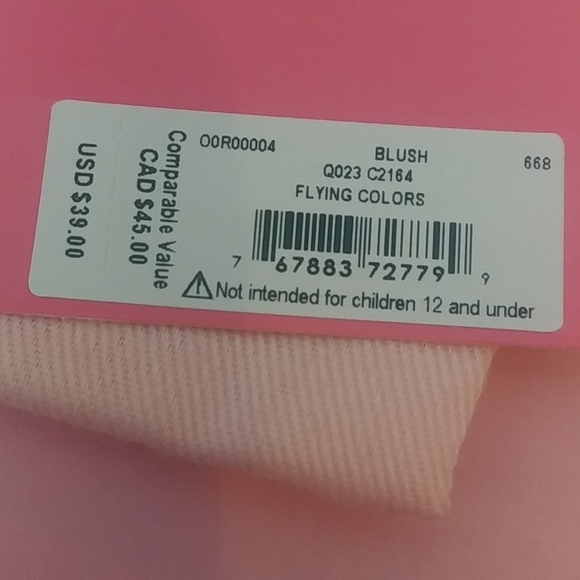 USD $39.00
Comparable Value
CAD $45.00
O0R00004
BLUSH
668
Q023 C2164
FLYING COLORS
7 67883 72779 9
Not intended for children 12 and under